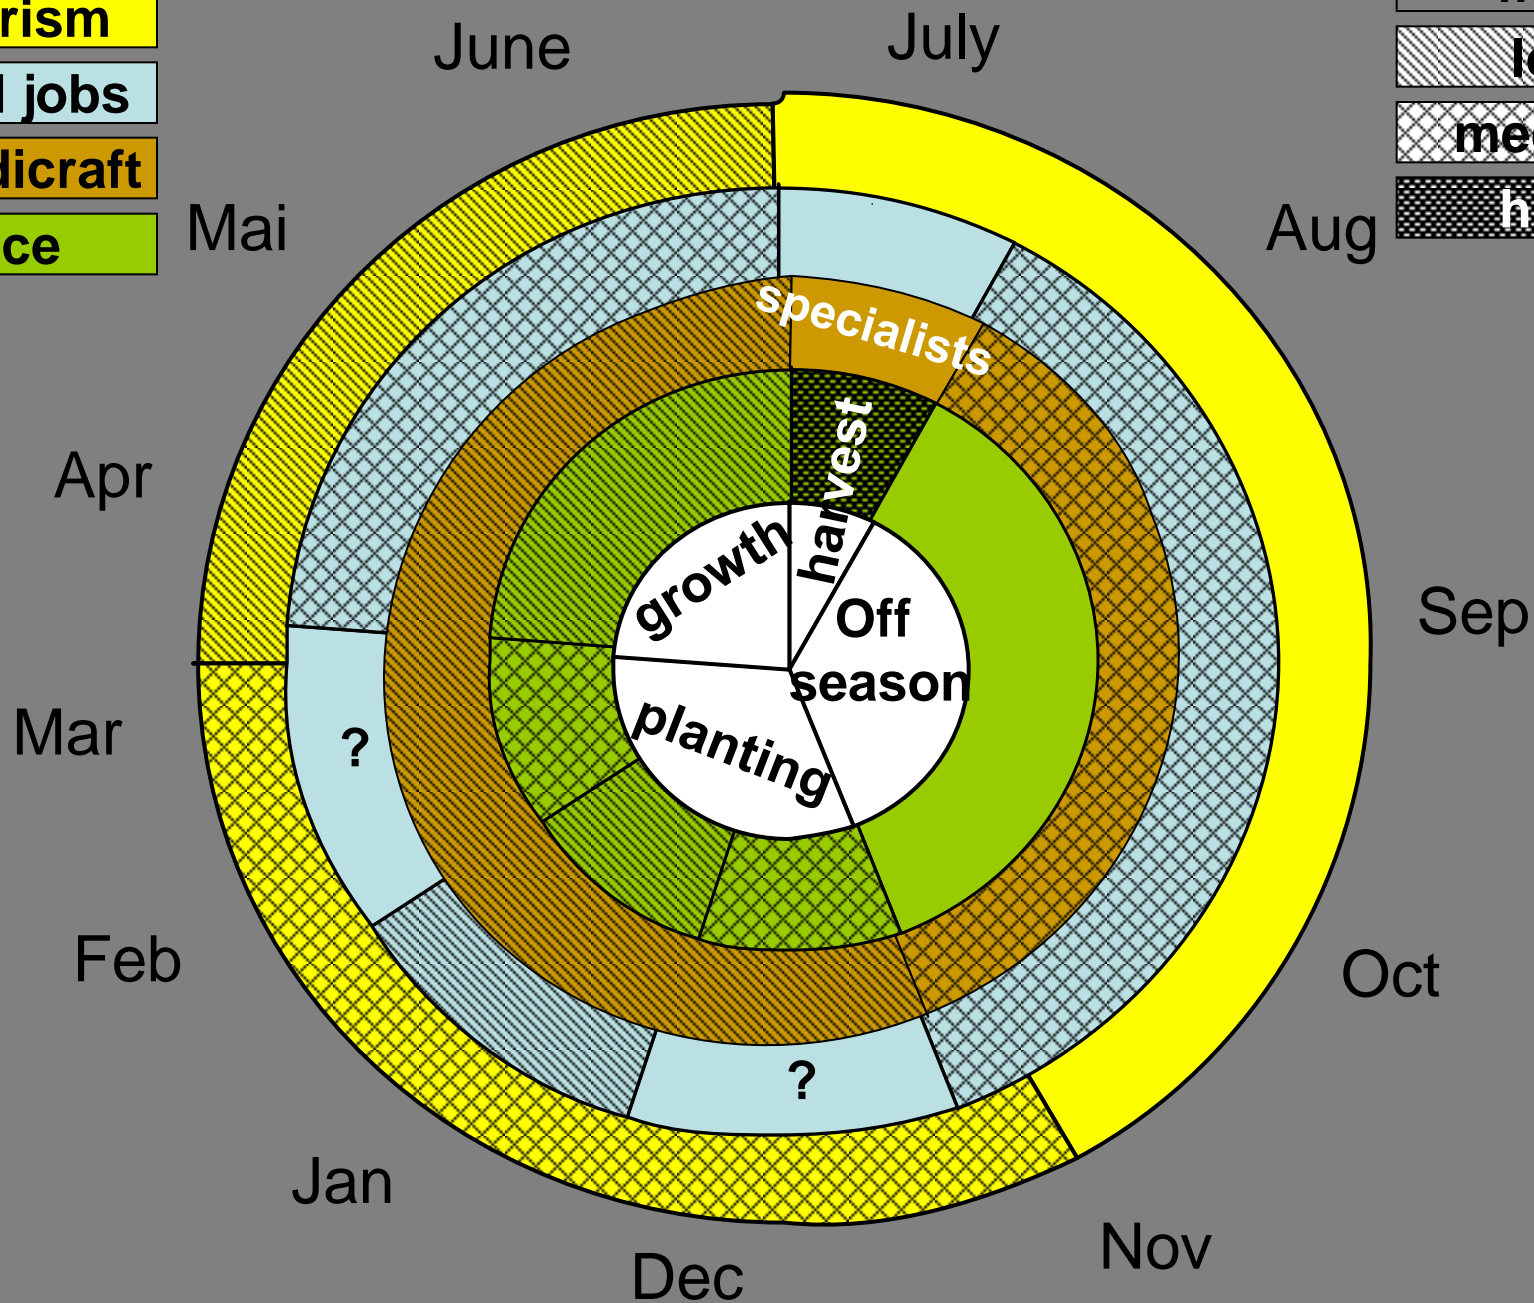 rism
jobs
dicraft
ce
June
July
Mai
Aug
Apr
Sep
Mar
Oct
Feb
Nov
Jan
Dec
specialists
harvest
growth
Off
season
planting
?
?
me
h